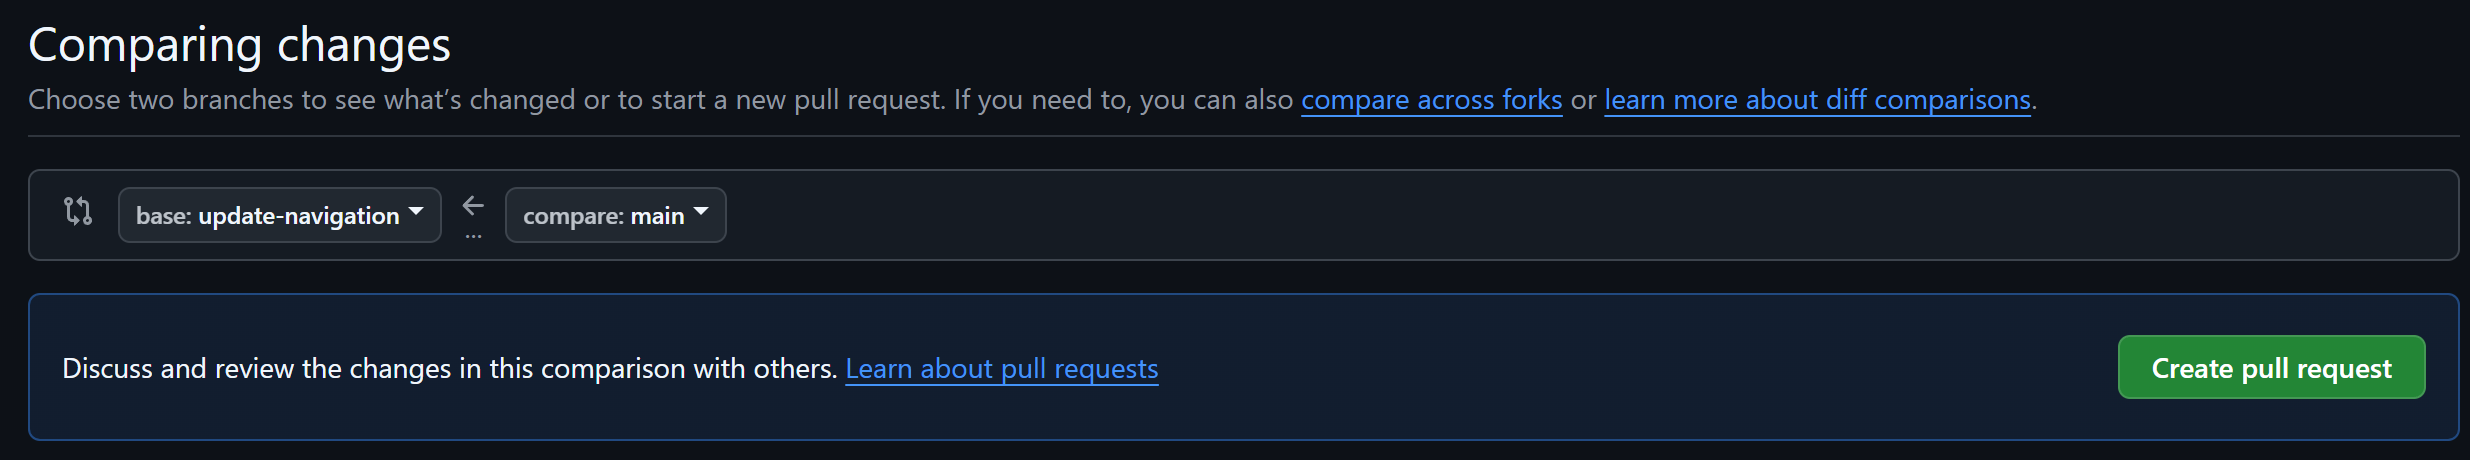 Comparing changes
Choose two branches to see what’s changed or to start a new pull request. If you need to, you can also compare across forks or learn more about diff comparisons.
base: update-navigation ... compare: main
Discuss and review the changes in this comparison with others. Learn about pull requests
Create pull request